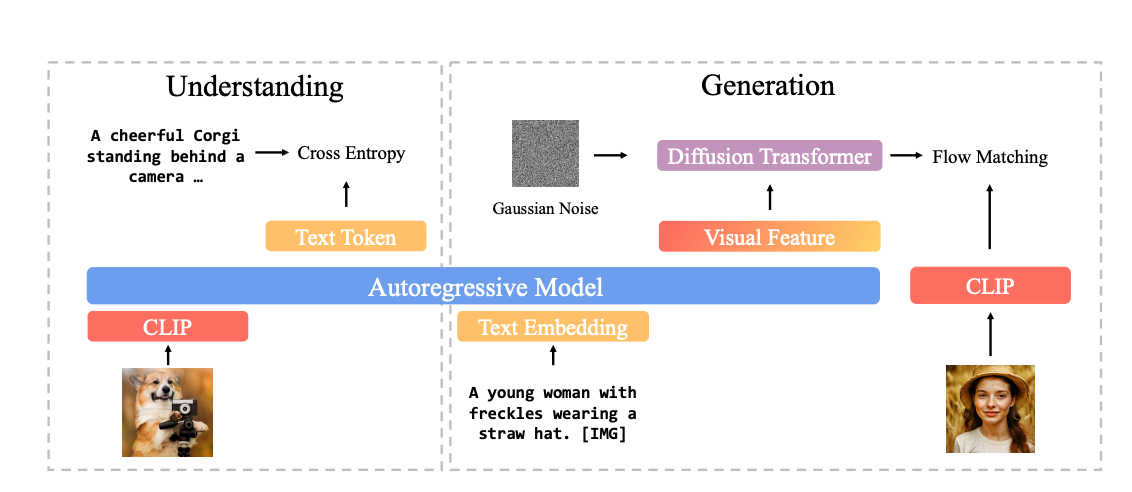 Understanding
A cheerful Corgi
standing behind a
camera …
Cross Entropy
Text Token
Generation
Gaussian Noise
Diffusion Transformer
Flow Matching
Visual Feature
Autoregressive Model
CLIP
CLIP
Text Embedding
A young woman with
freckles wearing a
straw hat. [IMG]